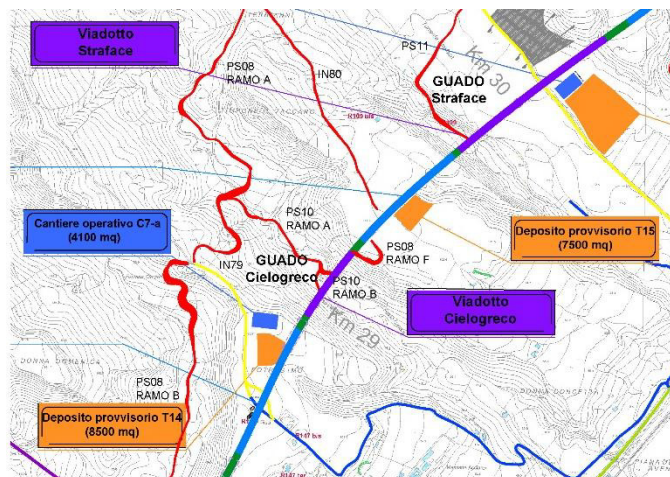 Viadotto
Straface
PS08
RAMO A
IN80
PS11
Km 30
GUADO
Straface
Cantiere operativo C7-a
(4100 mq)
PS10
RAMO A
GUADO
Cielogreco
IN79
PS08
RAMO F
PS10
RAMO B
Deposito provvisorio T15
(7500 mq)
Viadotto
Cielogreco
Km 29
PS08
RAMO B
DONNA DOMENICA
Deposito provvisorio T14
(8500 mq)